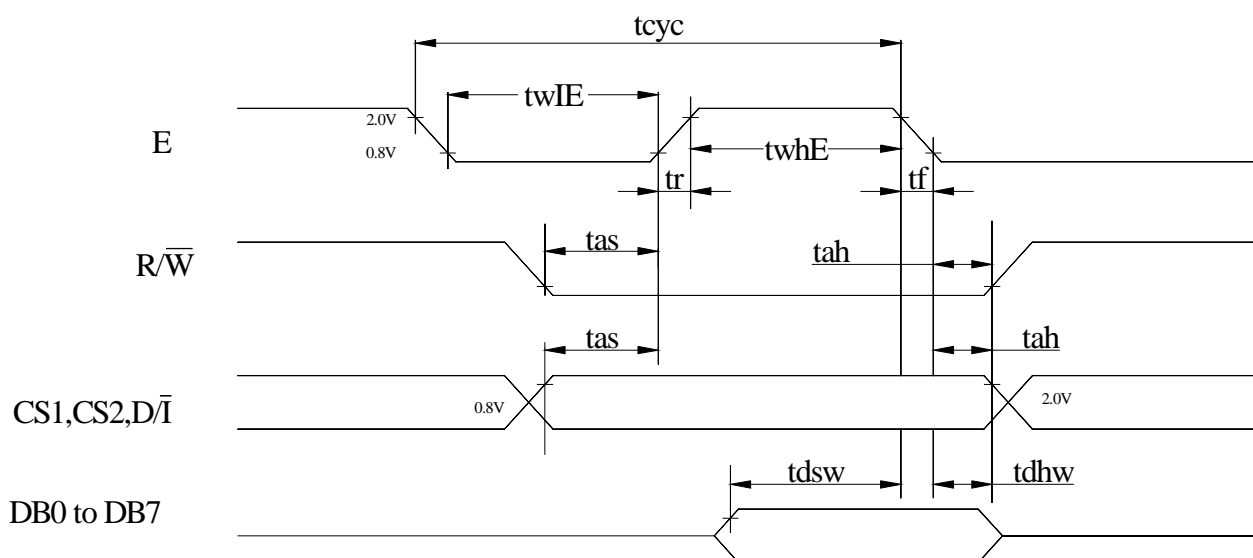 tcyc
twIE
2.0V
E
0.8V
twhE
tr
tf
tas
R/W̅
tah
tas
tah
0.8V
2.0V
CS1,CS2,D/I̅
tdsw
tdhw
DB0 to DB7